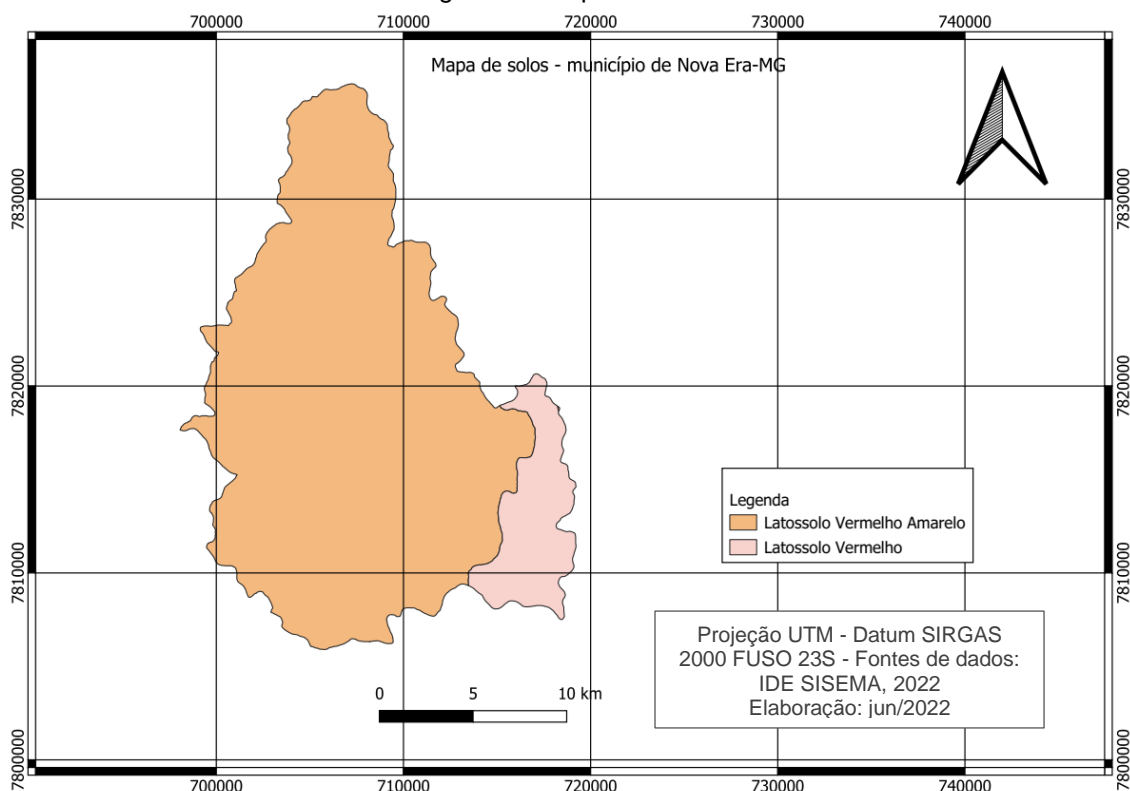 700000 710000 720000 730000 740000
Mapa de solos - município de Nova Era-MG
7830000 7830000
7820000 7820000
Legenda
Latossolo Vermelho Amarelo
Latossolo Vermelho
7810000 7810000
Projeção UTM - Datum SIRGAS
2000 FUSO 23S - Fontes de dados:
IDE SISEMA, 2022
Elaboração: jun/2022
0 5 10 km
7800000 7800000
700000 710000 720000 730000 740000